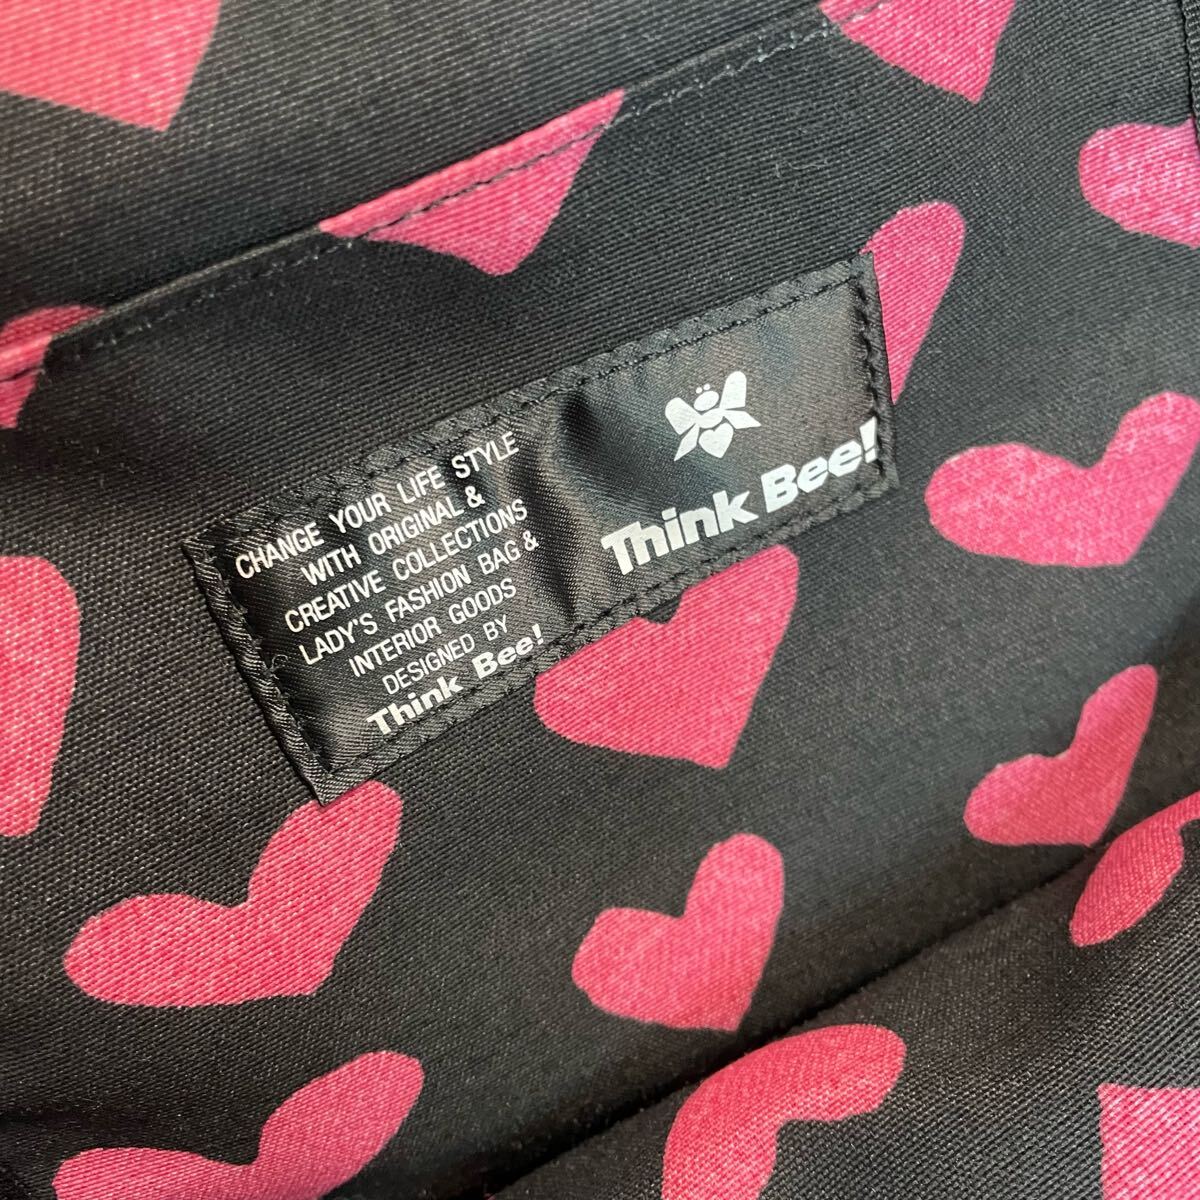 CHANGE YOUR LIFE STYLE
WITH ORIGINAL &
CREATIVE COLLECTIONS
LADY'S FASHION BAG &
INTERIOR GOODS
DESIGNED BY
Think Bee!
Think Bee!